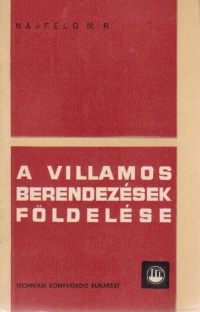 NAJFELD M. R.
A VILLAMOS
BERENDEZÉSEK
FÖLDELÉSE
TECHNIKAI KÖNYVKIADÓ BUKAREST